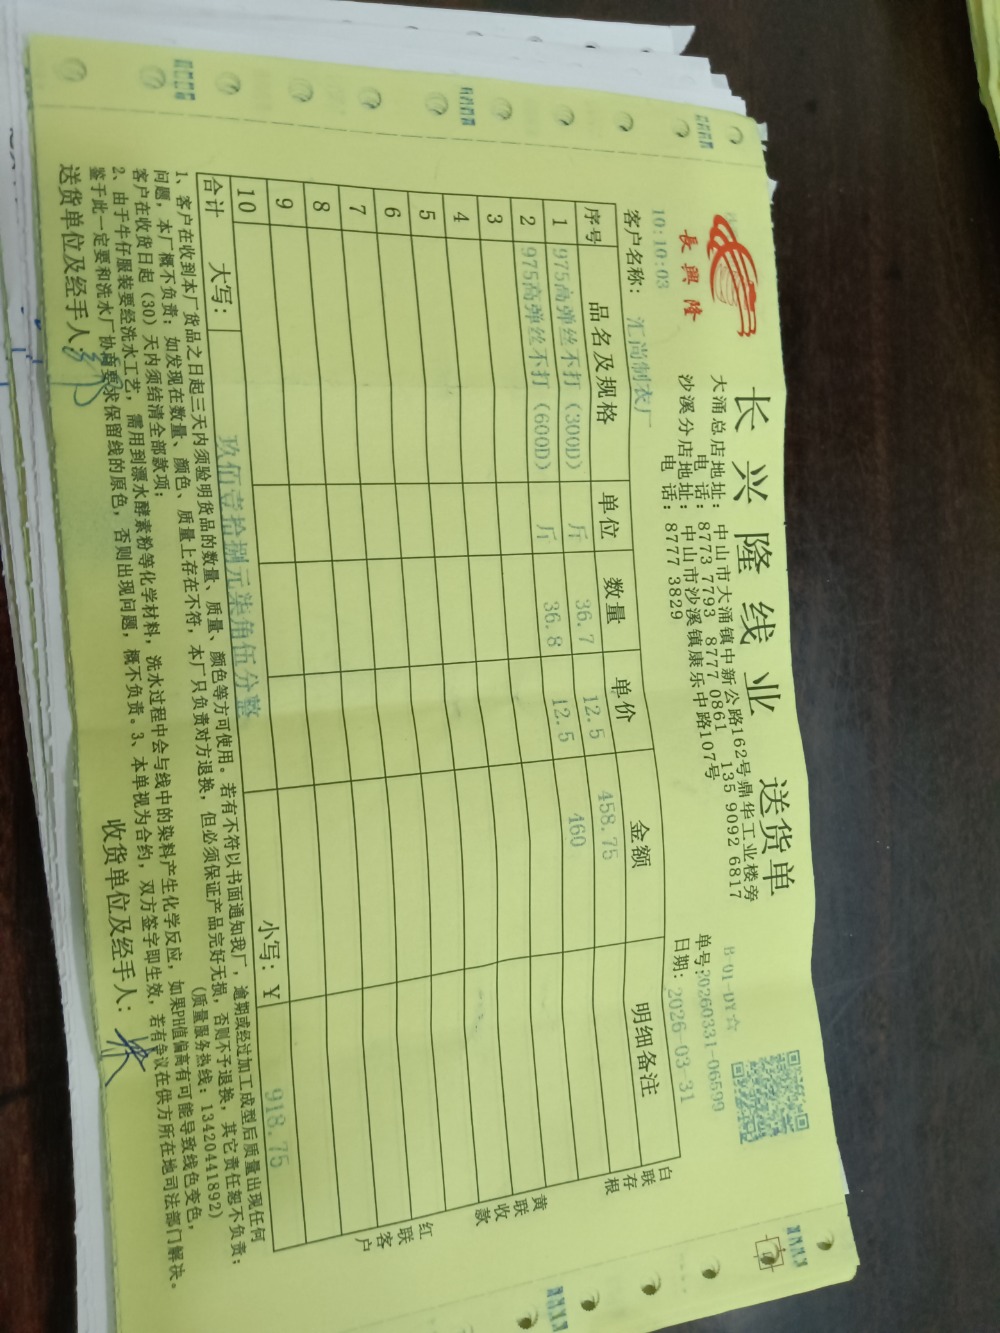 長興隆
长兴隆线业 送货单
大涌总店地址：中山市大涌镇中新公路162号鼎华工业楼旁
电 话：8773 7793 8777 0861 135 9092 6817
沙溪分店地址：中山市沙溪镇康乐中路107号
电 话：8777 3829
B-01-DY☆
单号:20260331-06599
日期: 2026-03-31
10:10:03
客户名称： 汇尚制衣厂
序号 品名及规格 单位 数量 单价 金额 明细备注
1 975高弹丝不打（300D） 斤 36.7 12.5 458.75
2 975高弹丝不打（600D） 斤 36.8 12.5 460
3
4
5
6
7
8
9
10
合计 大写： 玖佰壹拾捌元柒角伍分整 小写：Y 918.75
白联存根
黄联收款
红联客户
1、客户在收到本厂货品之日起三天内须验明货品的数量、质量、颜色等方可使用。若有不符以书面通知我厂，逾期或经过加工成型后质量出现任何
问题，本厂概不负责；如发现在数量、颜色、质量上存在不符，本厂只负责对方退换，但必须保证产品完好无损，否则不予退换，其它责任恕不负责；
客户在收货日起（30）天内须结清全部款项； （质量服务热线：13420441892）
2、由于牛仔服装要经洗水工艺，需用到漂水酵素粉等化学材料，洗水过程中会与线中的染料产生化学反应，如果PH值偏高有可能导致线色变色，
鉴于此一定要和洗水厂协商要求保留线的原色，否则出现问题，概不负责。3、本单视为合约，双方签字即生效，若有争议在供方所在地司法部门解决。
送货单位及经手人： 收货单位及经手人：